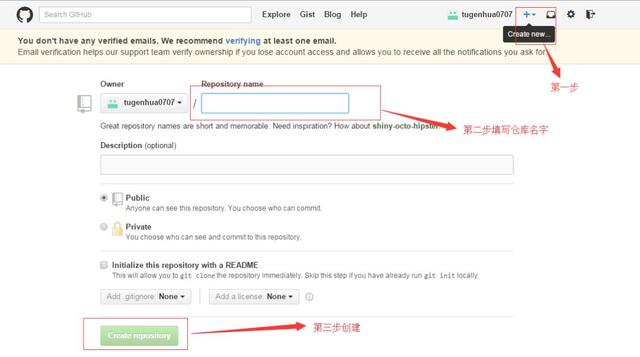 Search GitHub
Explore Gist Blog Help
tugenhua0707
Create new...
You don't have any verified emails. We recommend verifying at least one email.
Email verification helps our support team verify ownership if you lose account access and allows you to receive all the notifications you ask for
第一步
Owner Repository name
tugenhua0707 /
第二步填写仓库名字
Great repository names are short and memorable. Need inspiration? How about shiny-octo-hipster
Description (optional)
Public
Anyone can see this repository. You choose who can commit.
Private
You choose who can see and commit to this repository.
Initialize this repository with a README
This will allow you to git clone the repository immediately. Skip this step if you have already run git init locally.
Add .gitignore: None Add a license: None
Create repository
第三步创建